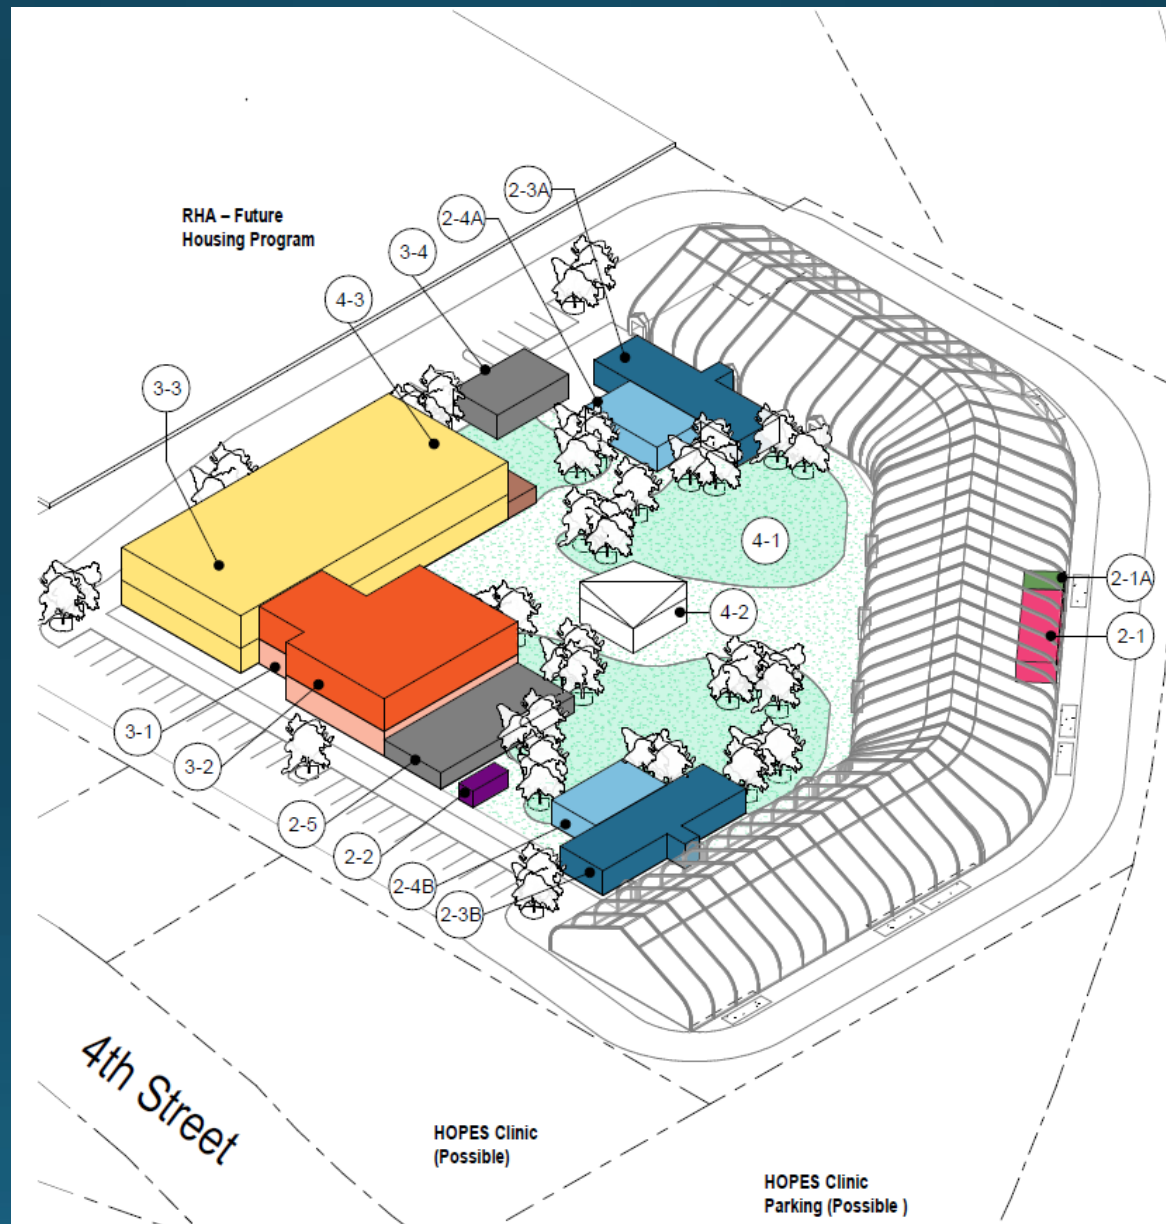 2-3A
RHA – Future
Housing Program
2-4A
3-4
4-3
3-3
4-1
2-1A
4-2
2-1
3-1
3-2
2-5
2-2
2-4B
2-3B
4th Street
HOPES Clinic
(Possible)
HOPES Clinic
Parking (Possible )